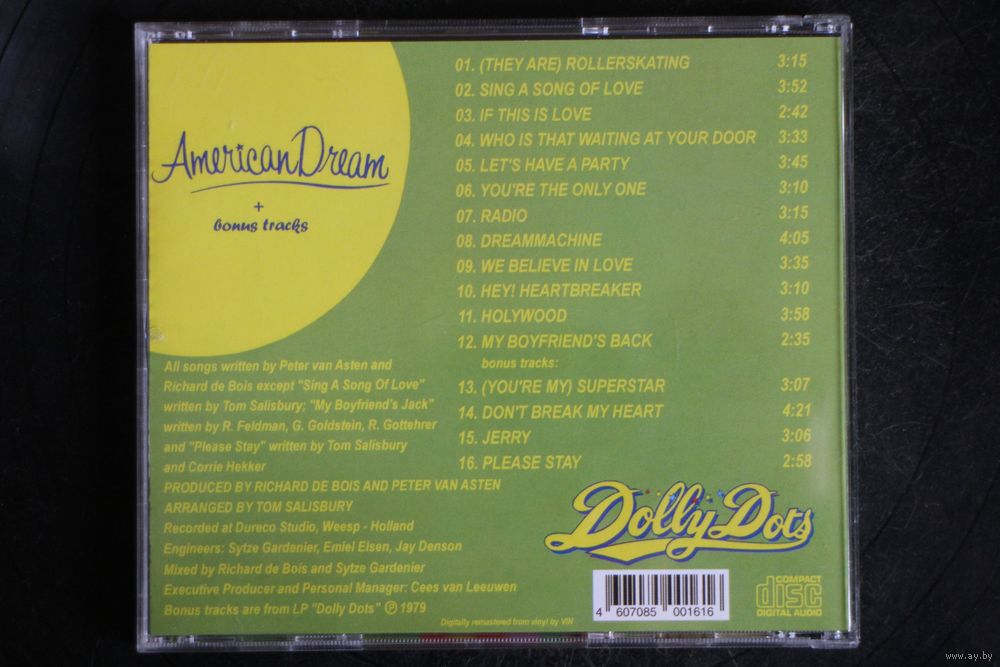 American Dream
+
bonus tracks
01. (THEY ARE) ROLLERSKATING 3:15
02. SING A SONG OF LOVE 3:52
03. IF THIS IS LOVE 2:42
04. WHO IS THAT WAITING AT YOUR DOOR 3:33
05. LET'S HAVE A PARTY 3:45
06. YOU'RE THE ONLY ONE 3:10
07. RADIO 3:15
08. DREAMMACHINE 4:05
09. WE BELIEVE IN LOVE 3:35
10. HEY! HEARTBREAKER 3:10
11. HOLYWOOD 3:58
12. MY BOYFRIEND'S BACK 2:35
bonus tracks:
13. (YOU'RE MY) SUPERSTAR 3:07
14. DON'T BREAK MY HEART 4:21
15. JERRY 3:06
16. PLEASE STAY 2:58
All songs written by Peter van Asten and
Richard de Bois except "Sing A Song Of Love"
written by Tom Salisbury; "My Boyfriend's Jack"
written by R. Feldman, G. Goldstein, R. Gottehrer
and "Please Stay" written by Tom Salisbury
and Corrie Hekker
PRODUCED BY RICHARD DE BOIS AND PETER VAN ASTEN
ARRANGED BY TOM SALISBURY
Recorded at Dureco Studio, Weesp - Holland
Engineers: Sytze Gardenier, Emiel Elsen, Jay Denson
Mixed by Richard de Bois and Sytze Gardenier
Executive Producer and Personal Manager: Cees van Leeuwen
Bonus tracks are from LP "Dolly Dots" ℗ 1979
Digitally remastered from vinyl by VIN
Dolly Dots
4 607085 001616
COMPACT
disc
DIGITAL AUDIO
www.ay.by